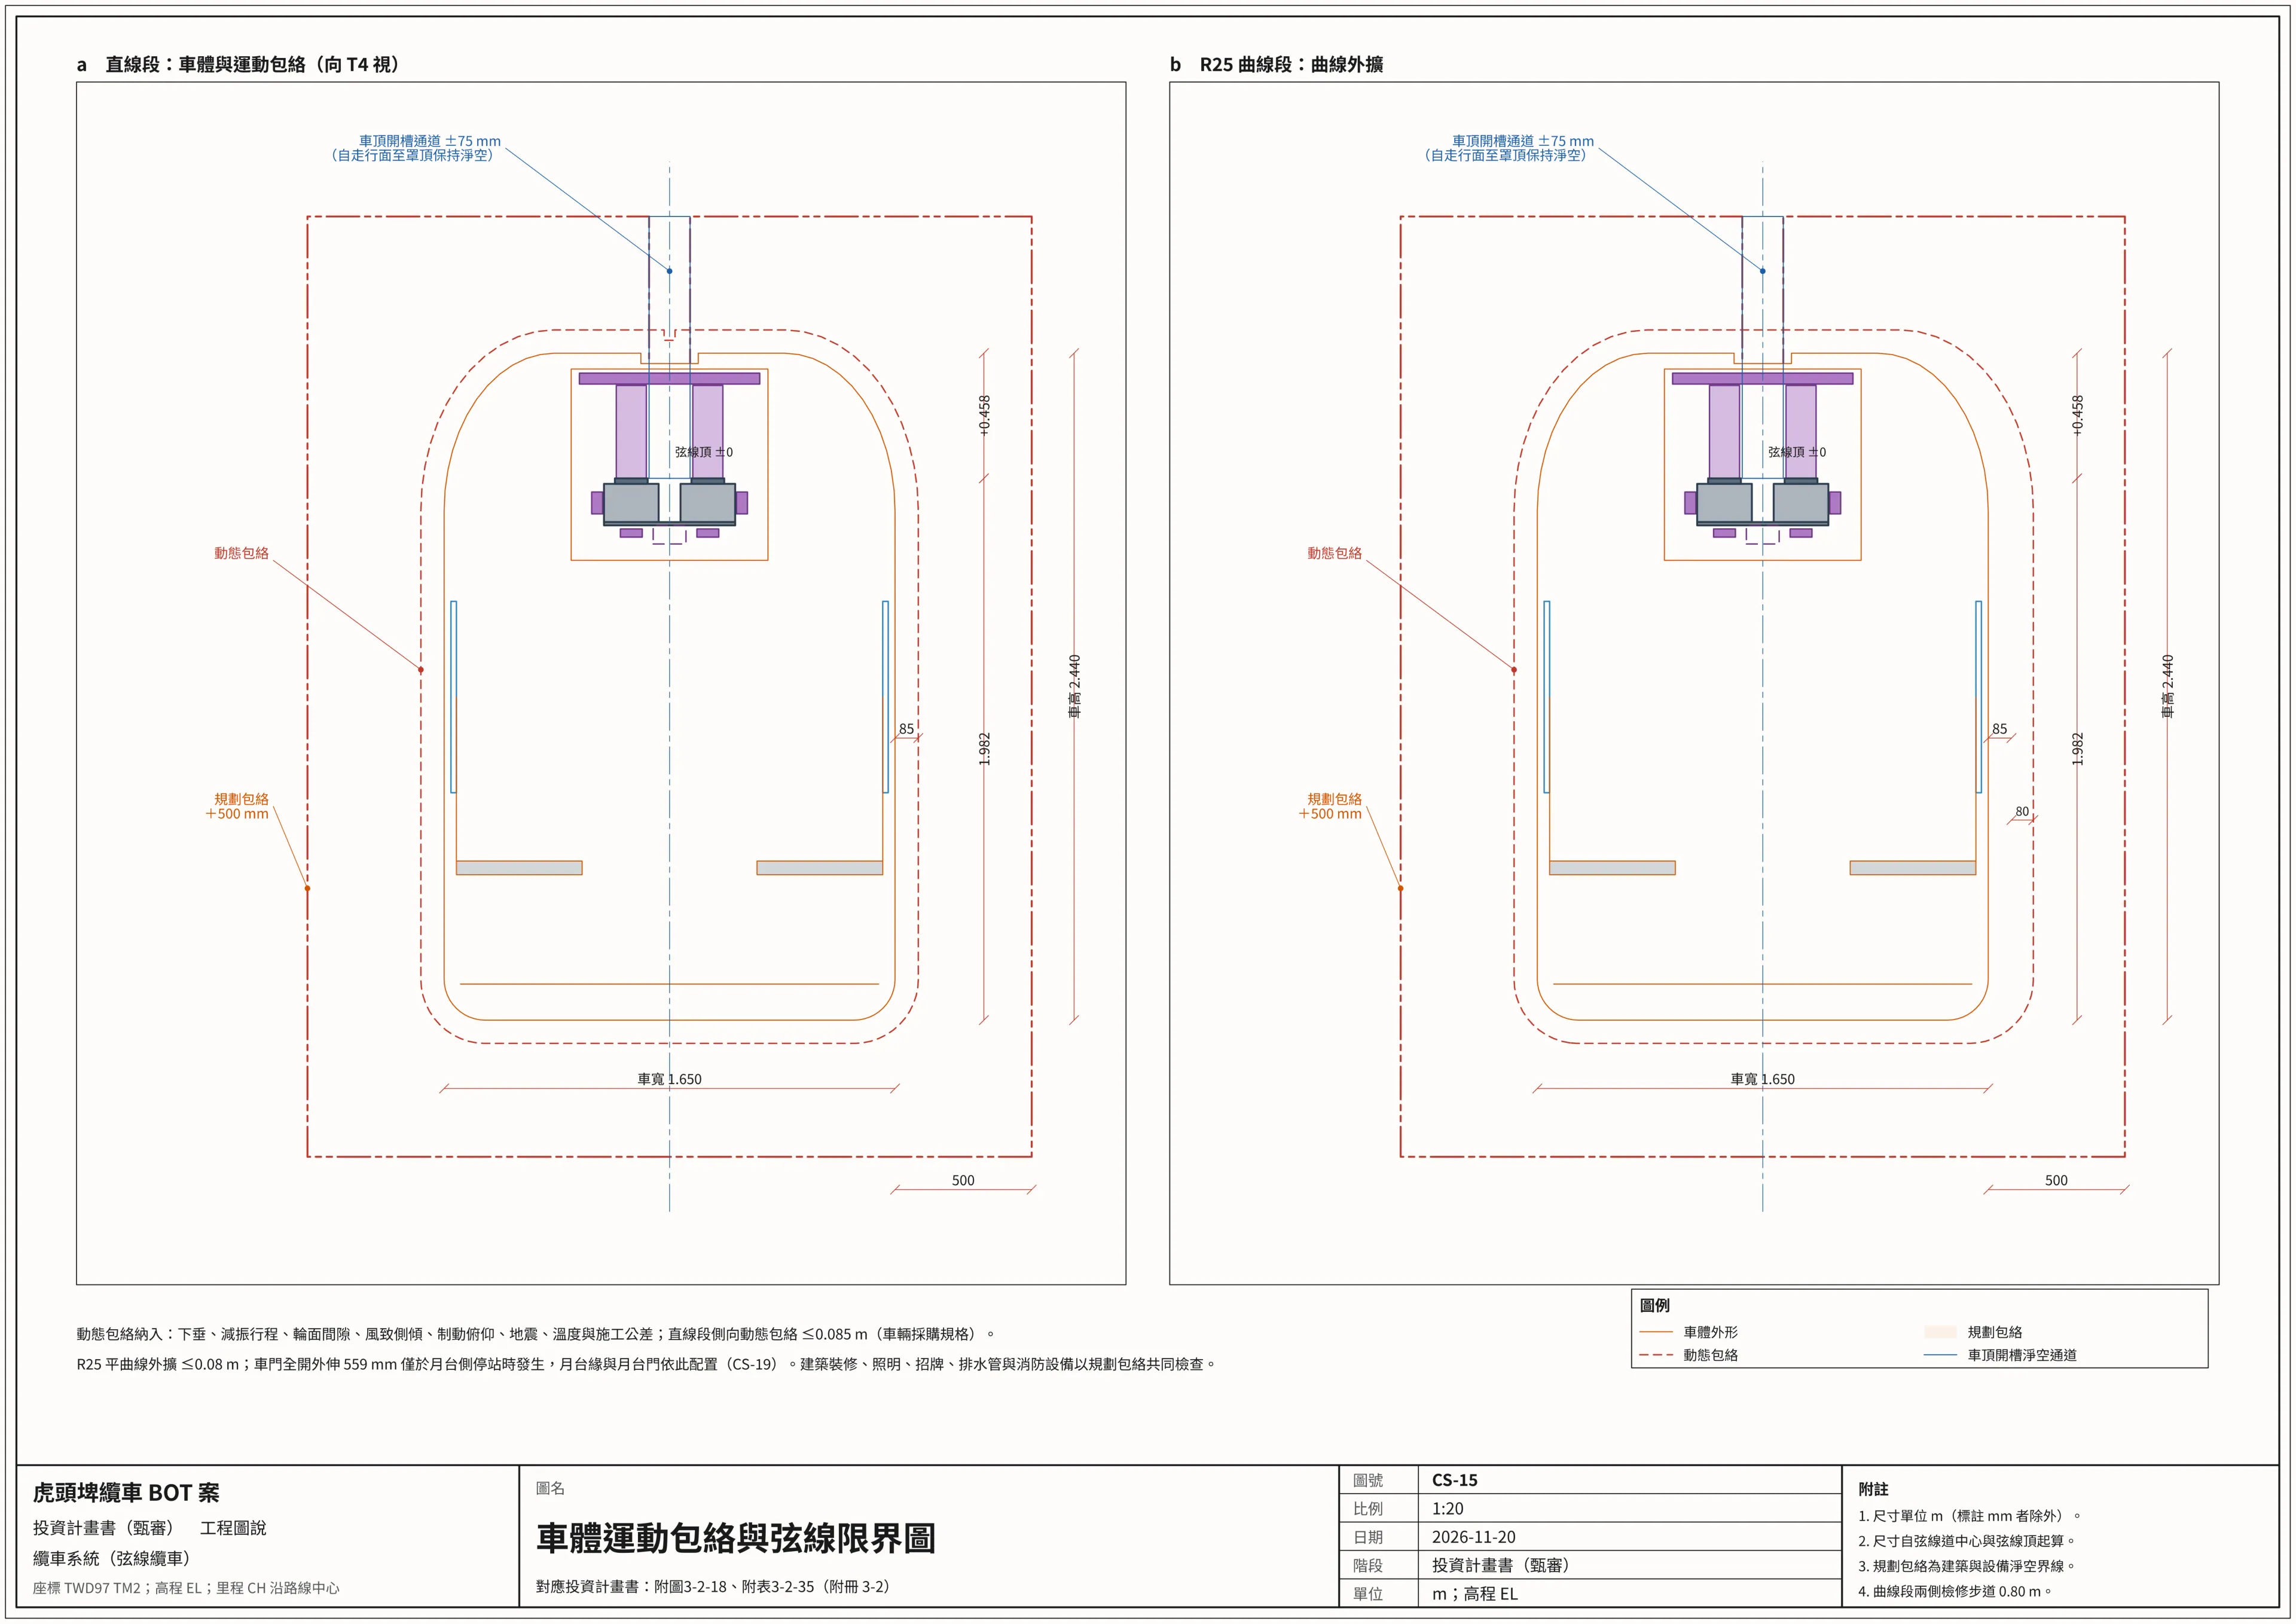 a 直線段：車體與運動包絡（向 T4 視）
車頂開槽通道 ±75 mm
（自走行面至罩頂保持淨空）
弦線頂 ±0
+0.458
動態包絡
車高 2.440
85
1.982
規劃包絡
＋500 mm
車寬 1.650
500
b R25 曲線段：曲線外擴
車頂開槽通道 ±75 mm
（自走行面至罩頂保持淨空）
弦線頂 ±0
+0.458
動態包絡
車高 2.440
85
1.982
規劃包絡
＋500 mm
80
車寬 1.650
500
動態包絡納入：下垂、減振行程、輪面間隙、風致側傾、制動俯仰、地震、溫度與施工公差；直線段側向動態包絡 ≤0.085 m（車輛採購規格）。
R25 平曲線外擴 ≤0.08 m；車門全開外伸 559 mm 僅於月台側停站時發生，月台緣與月台門依此配置（CS-19）。建築裝修、照明、招牌、排水管與消防設備以規劃包絡共同檢查。
圖例
車體外形
規劃包絡
動態包絡
車頂開槽淨空通道
虎頭埤纜車 BOT 案
投資計畫書（甄審） 工程圖說
纜車系統（弦線纜車）
座標 TWD97 TM2；高程 EL；里程 CH 沿路線中心
圖名
車體運動包絡與弦線限界圖
對應投資計畫書：附圖3-2-18、附表3-2-35（附冊 3-2）
圖號 CS-15
比例 1:20
日期 2026-11-20
階段 投資計畫書（甄審）
單位 m；高程 EL
附註
1. 尺寸單位 m（標註 mm 者除外）。
2. 尺寸自弦線道中心與弦線頂起算。
3. 規劃包絡為建築與設備淨空界線。
4. 曲線段兩側檢修步道 0.80 m。